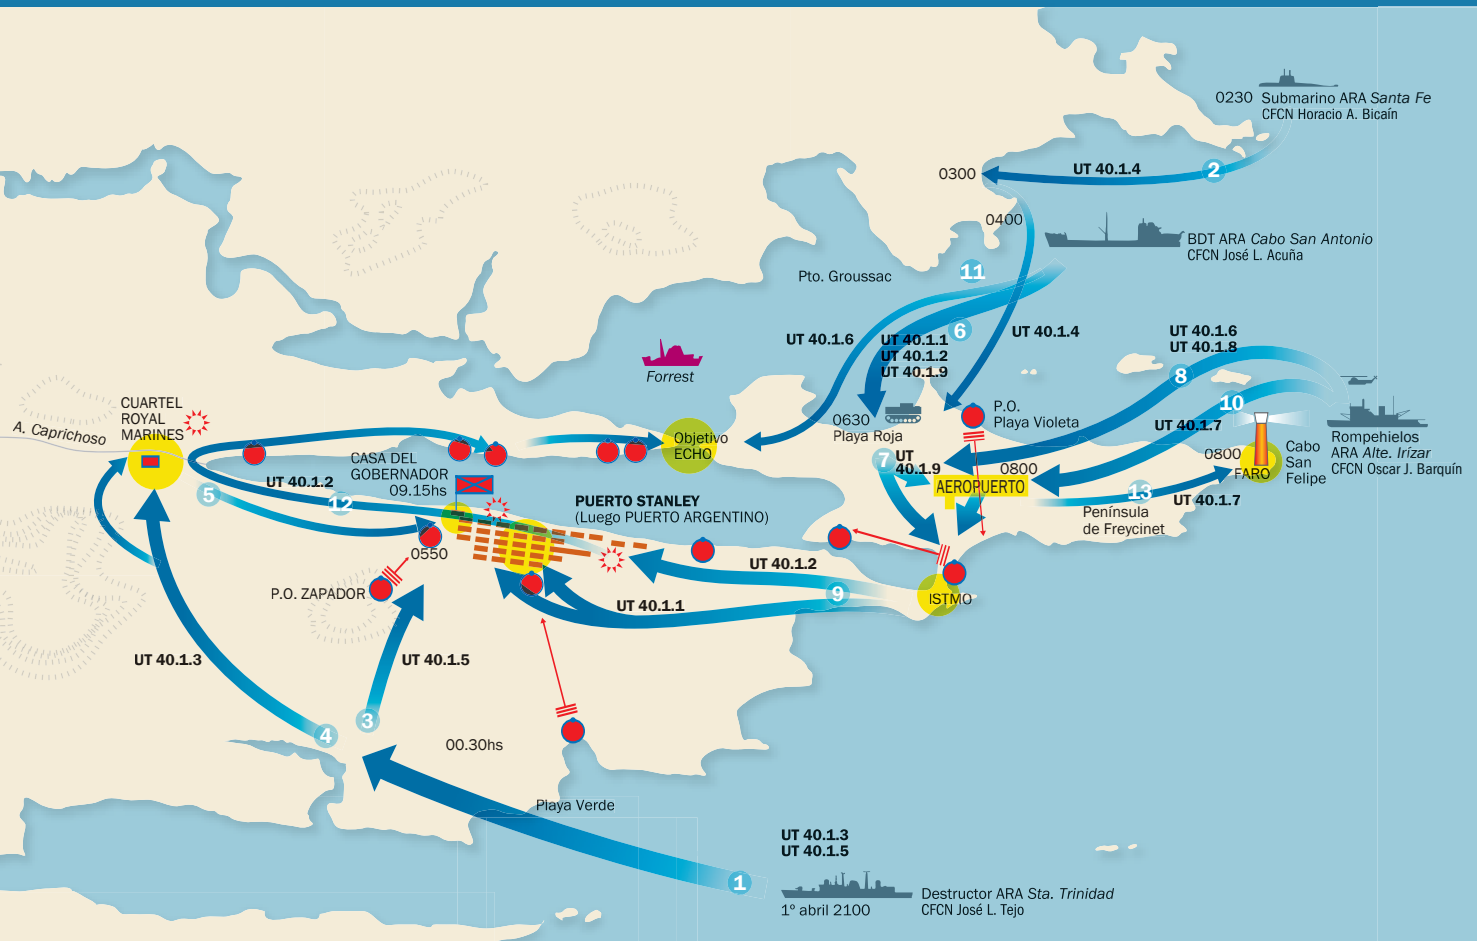 0230 Submarino ARA Santa Fe
CFCN Horacio A. Bicaín
2
UT 40.1.4
0300
0400
BDT ARA Cabo San Antonio
CFCN José L. Acuña
11
Pto. Groussac
6
UT 40.1.6
UT 40.1.1
UT 40.1.2
UT 40.1.9
UT 40.1.4
UT 40.1.6
UT 40.1.8
8
Forrest
10
UT 40.1.7
CUARTEL
ROYAL
MARINES
A. Caprichoso
0630
Playa Roja
P.O.
Playa Violeta
Rompehielos
ARA Alte. Irízar
CFCN Oscar J. Barquín
Objetivo
ECHO
CASA DEL
GOBERNADOR
09.15hs
7
UT
40.1.9
0800
AEROPUERTO
0800
FARO
Cabo
San
Felipe
5
UT 40.1.2
12
13
UT 40.1.7
PUERTO STANLEY
(Luego PUERTO ARGENTINO)
Península
de Freycinet
0550
P.O. ZAPADOR
UT 40.1.2
9
ISTMO
UT 40.1.1
UT 40.1.3
UT 40.1.5
3
4
00.30hs
Playa Verde
UT 40.1.3
UT 40.1.5
1
Destructor ARA Sta. Trinidad
CFCN José L. Tejo
1º abril 2100